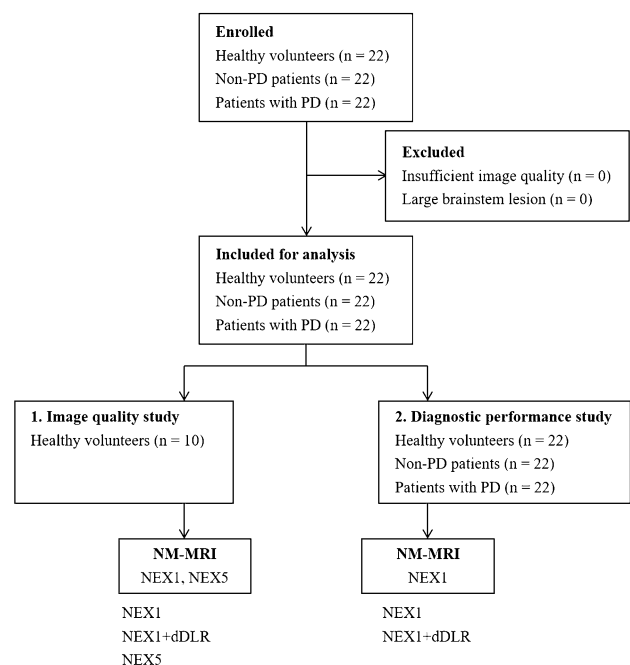 Enrolled
Healthy volunteers (n = 22)
Non-PD patients (n = 22)
Patients with PD (n = 22)
Excluded
Insufficient image quality (n = 0)
Large brainstem lesion (n = 0)
Included for analysis
Healthy volunteers (n = 22)
Non-PD patients (n = 22)
Patients with PD (n = 22)
1. Image quality study
Healthy volunteers (n = 10)
2. Diagnostic performance study
Healthy volunteers (n = 22)
Non-PD patients (n = 22)
Patients with PD (n = 22)
NM-MRI
NEX1, NEX5
NEX1
NEX1+dDLR
NEX5
NM-MRI
NEX1
NEX1
NEX1+dDLR